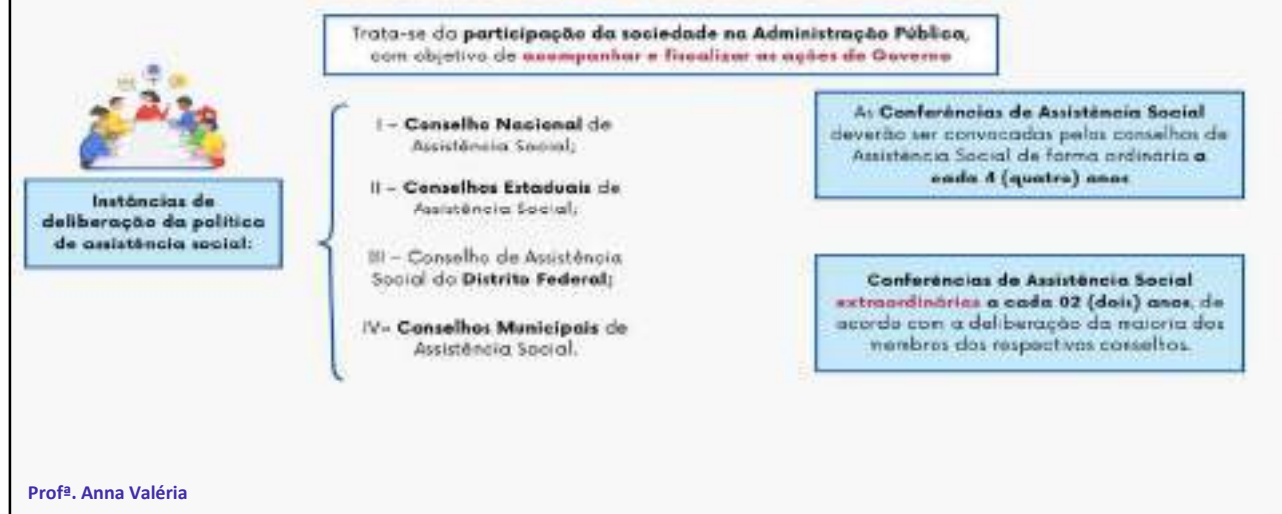 Trata-se da participação da sociedade na Administração Pública,
com objetivo de acompanhar e fiscalizar as ações do Governo
Instâncias de
deliberação da política
de assistência social:
I – Conselho Nacional de
Assistência Social;
II – Conselhos Estaduais de
Assistência Social;
III – Conselho de Assistência
Social do Distrito Federal;
IV– Conselhos Municipais de
Assistência Social.
As Conferências de Assistência Social
deverão ser convocadas pelos conselhos de
Assistência Social de forma ordinária a
cada 4 (quatro) anos
Conferências de Assistência Social
extraordinárias a cada 02 (dois) anos, de
acordo com a deliberação da maioria dos
membros dos respectivos conselhos.
Profª. Anna Valéria